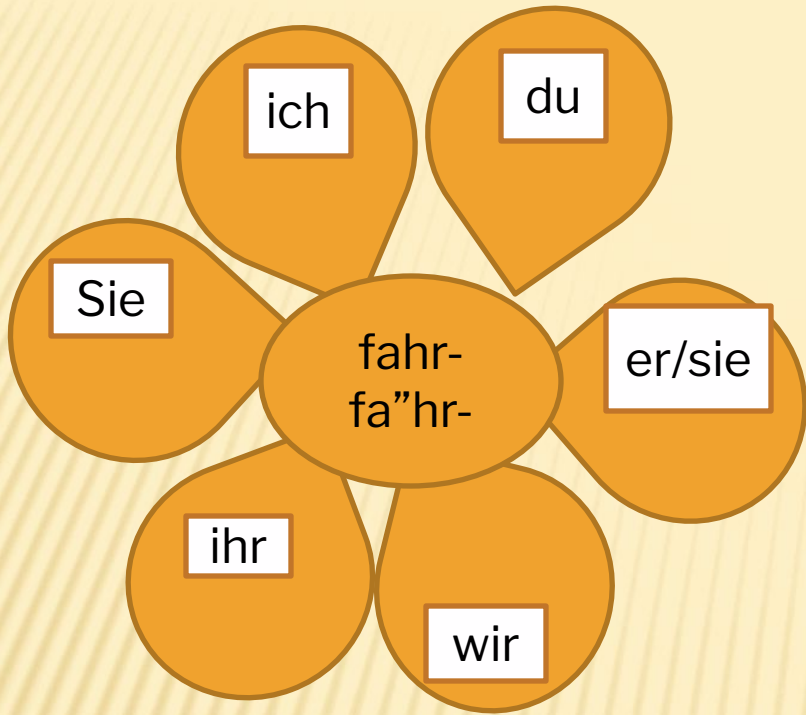 ich
du
Sie
fahr-
fa”hr-
er/sie
ihr
wir